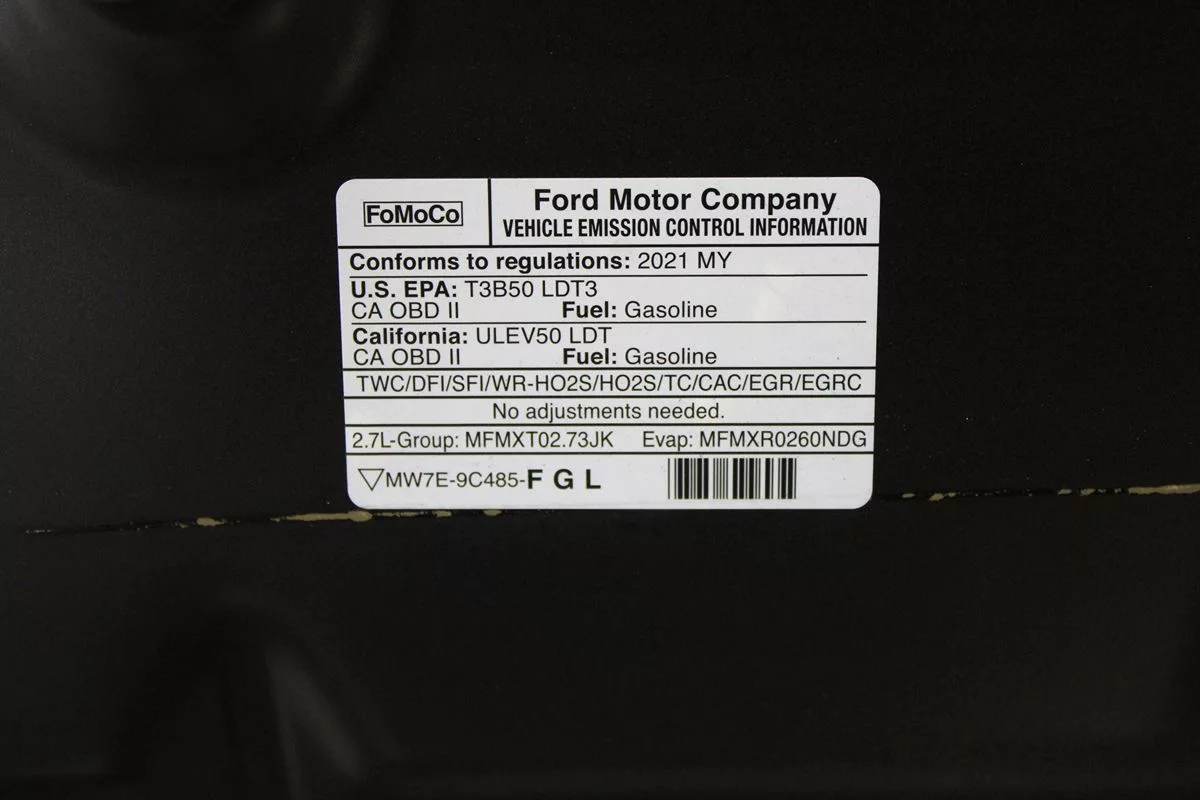 FoMoCo
Ford Motor Company
VEHICLE EMISSION CONTROL INFORMATION
Conforms to regulations: 2021 MY
U.S. EPA: T3B50 LDT3
CA OBD II Fuel: Gasoline
California: ULEV50 LDT
CA OBD II Fuel: Gasoline
TWC/DFI/SFI/WR-HO2S/HO2S/TC/CAC/EGR/EGRC
No adjustments needed.
2.7L-Group: MFMXT02.73JK Evap: MFMXR0260NDG
MW7E-9C485-F G L